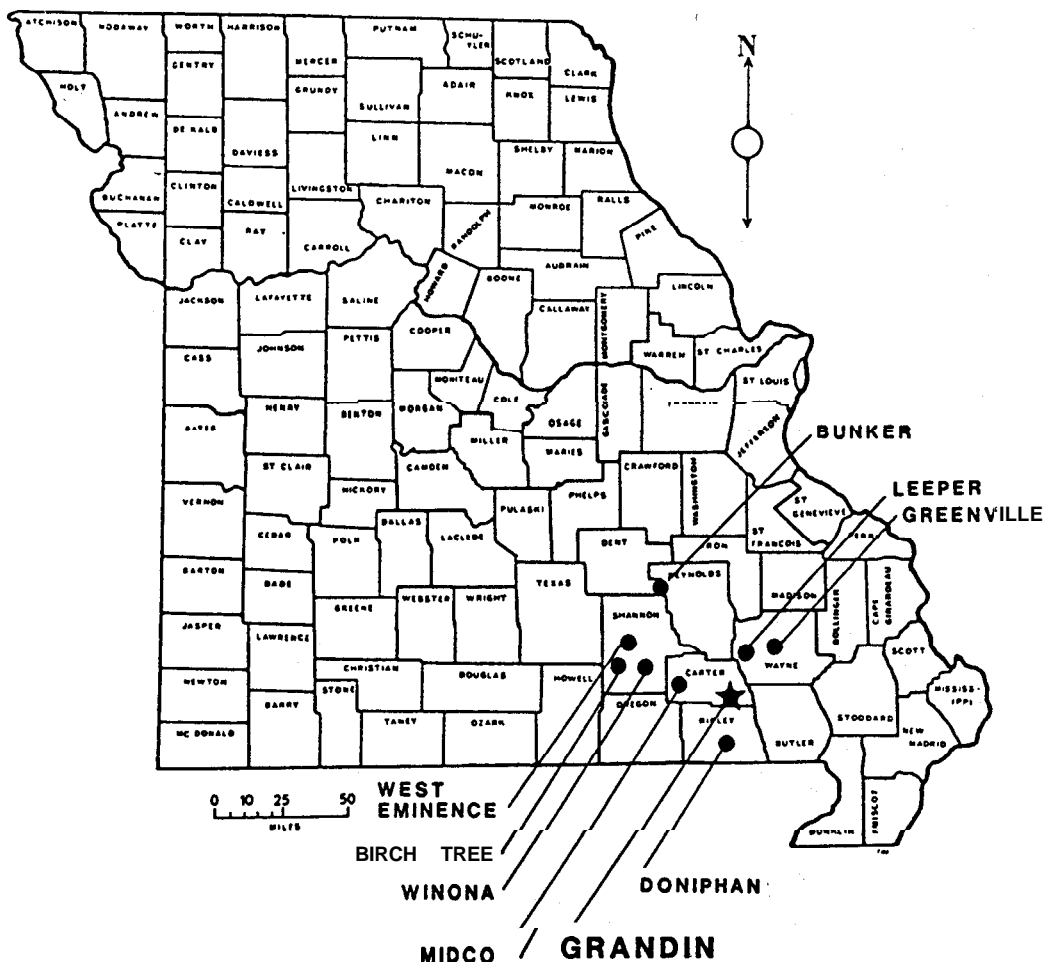 ATCHISON
NODAWAY
WORTH
HARRISON
PUTNAM
SCHU-
YLER
SCOTLAND
CLARK
MERCER
GENTRY
HOLT
ADAIR
GRUNDY
SULLIVAN
KNOX
LEWIS
ANDREW
DE KALB
LINN
DAVIESS
SHELBY
MARION
MACON
BUCHANAN
CLINTON
CALDWELL
LIVINGSTON
CHARITON
RANDOLPH
MONROE
RALLS
PLATTE
CLAY
RAY
CARROLL
PIKE
AUDRAIN
HOWARD
BOONE
LINCOLN
JACKSON
LAFAYETTE
SALINE
CALLAWAY
MONTGOMERY
COOPER
WARREN
ST CHARLES
CASS
JOHNSON
PETTIS
MONITEAU
COLE
GASCONADE
ST LOUIS
HENRY
BENTON
MORGAN
OSAGE
JEFFERSON
MILLER
MARIES
ST CLAIR
CAMDEN
CRAWFORD
WASHINGTON
VERNON
HICKORY
PULASKI
PHELPS
ST
GENEVIEVE
ST
FRANCOIS
CEDAR
POLK
DALLAS
LACLEDE
DENT
IRON
BARTON
DADE
TEXAS
REYNOLDS
MADISON
BOLLINGER
CAPE
GIRARDEAU
GREENE
WEBSTER
WRIGHT
SHANNON
JASPER
LAWRENCE
WAYNE
SCOTT
CHRISTIAN
DOUGLAS
HOWELL
CARTER
NEWTON
STONE
MISSISS-
IPPI
BARRY
OREGON
RIPLEY
STODDARD
TANEY
OZARK
BUTLER
NEW
MADRID
MC DONALD
DUNKLIN
N
BUNKER
LEEPER
GREENVILLE
0 10 25 50
MILES
WEST
EMINENCE
BIRCH TREE
WINONA
DONIPHAN
MIDCO
GRANDIN